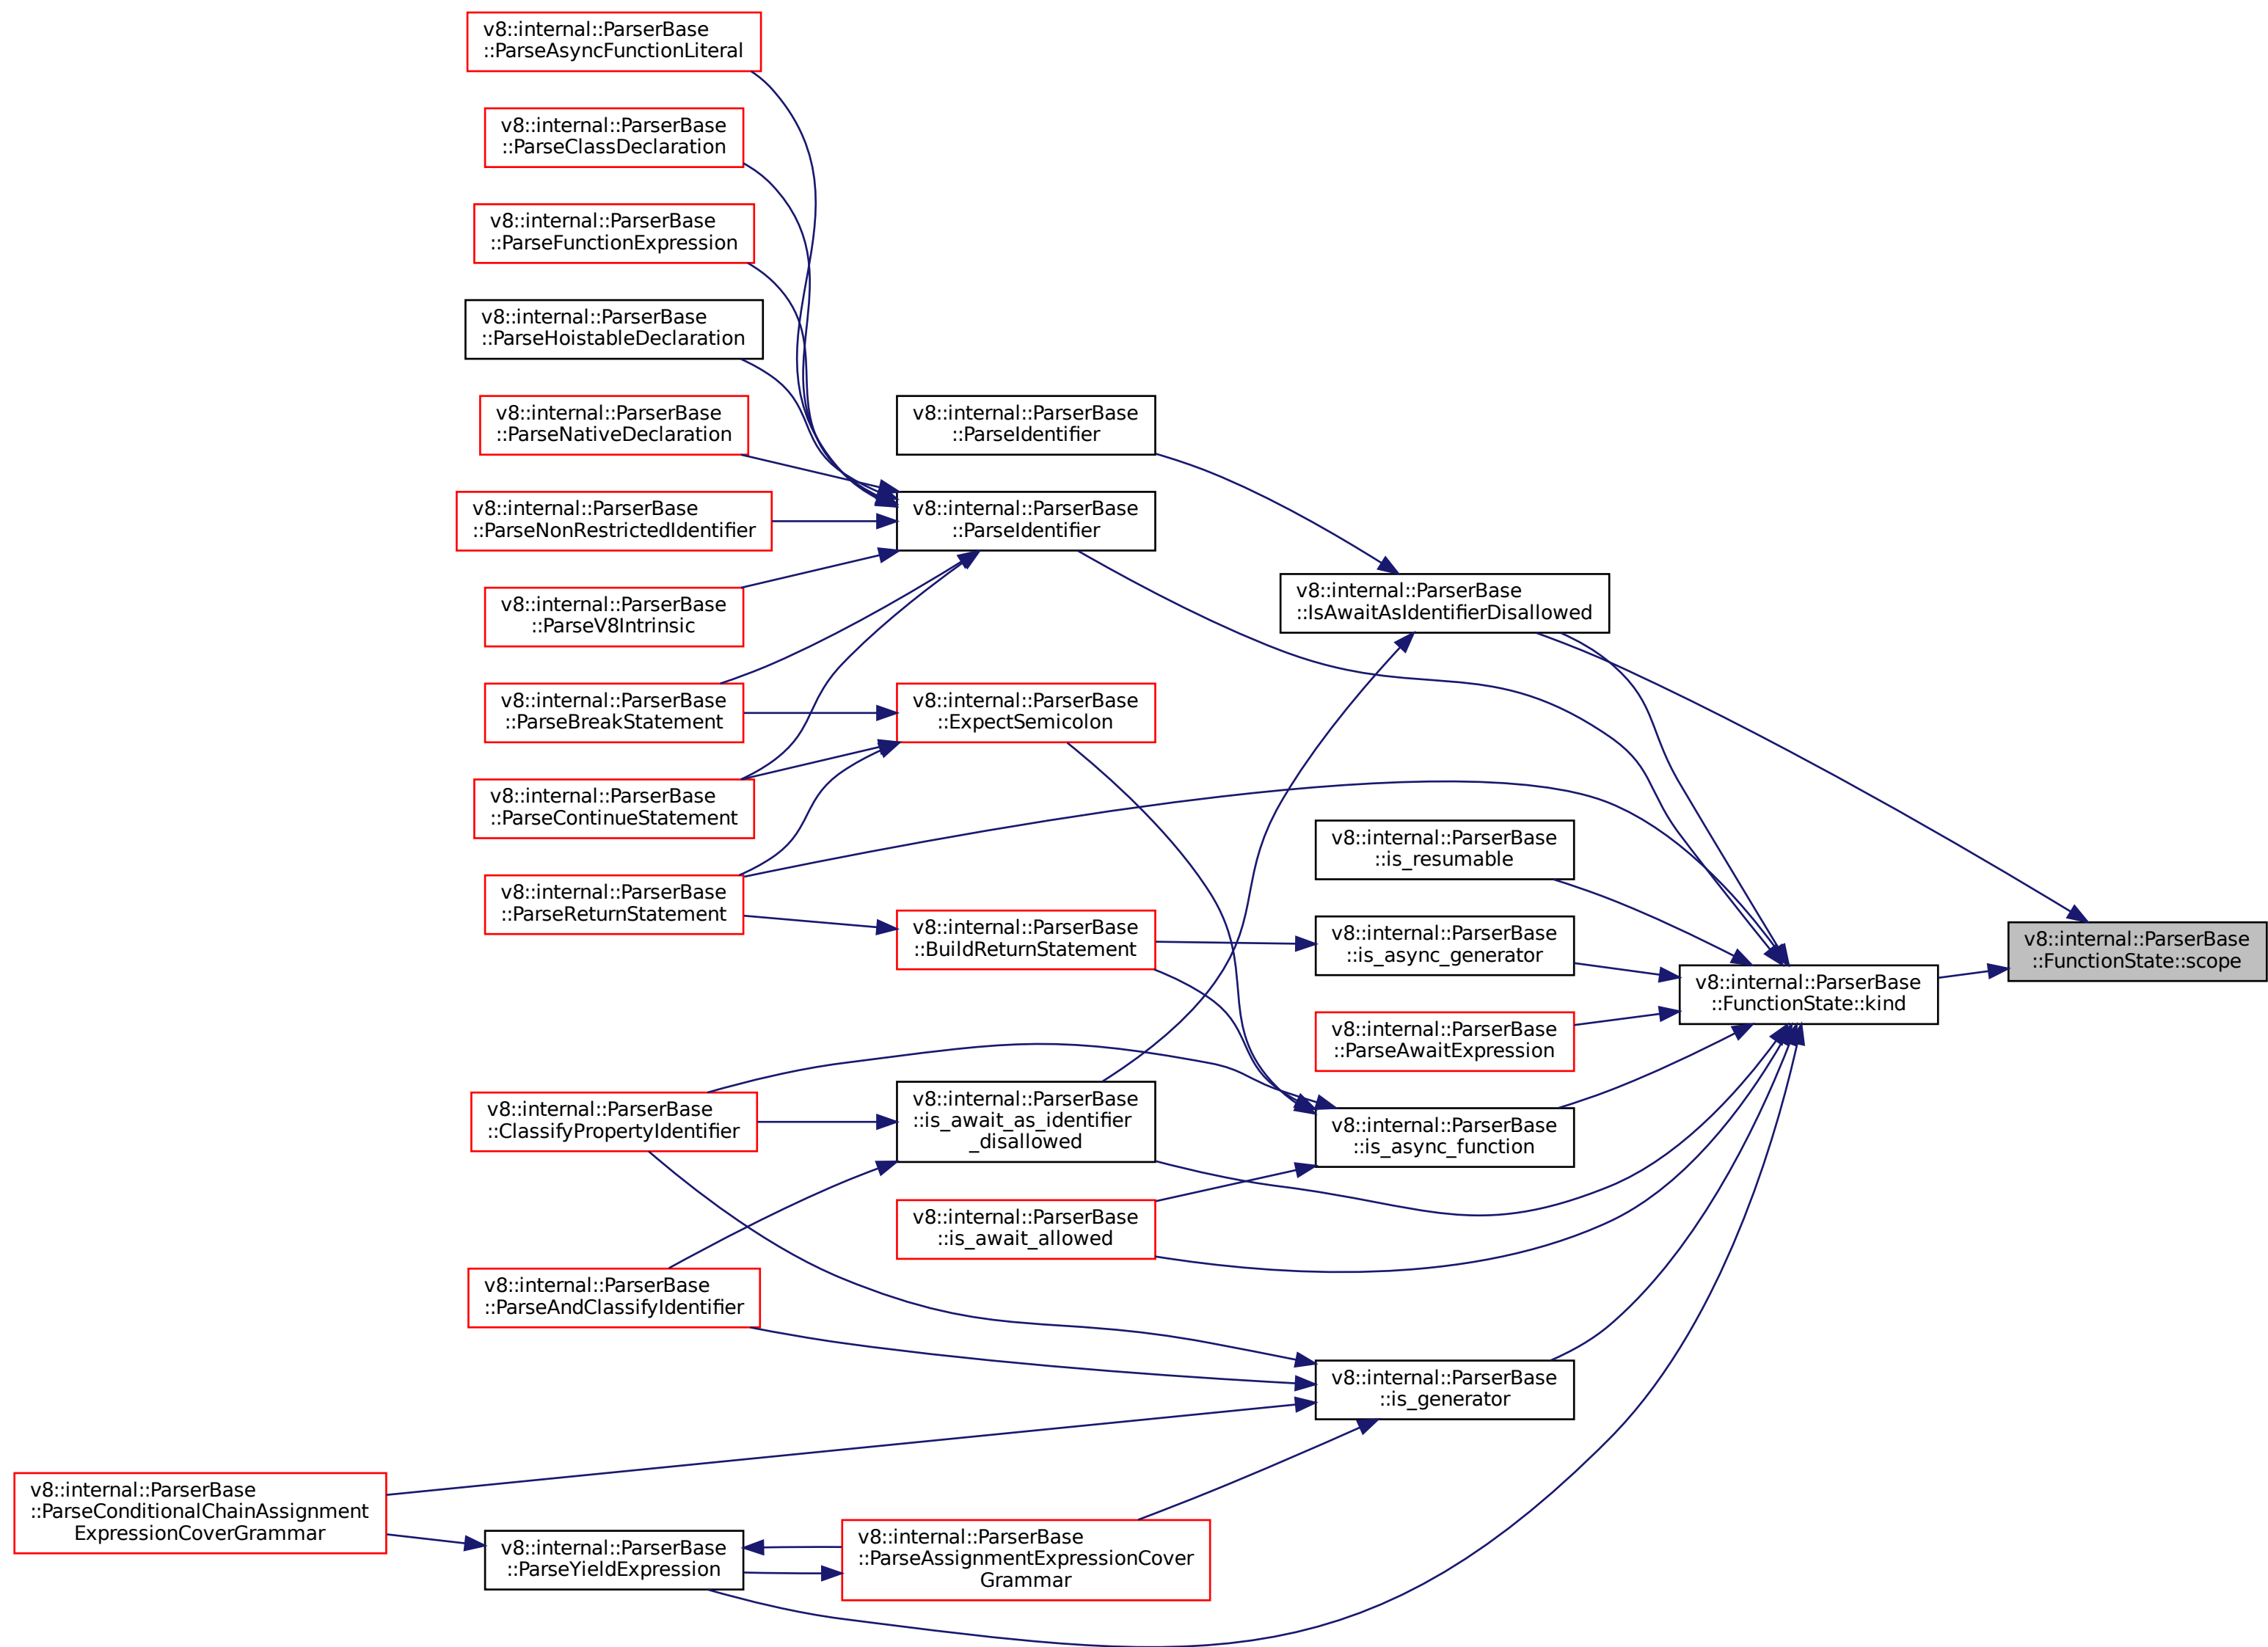 v8::internal::ParserBase
::ParseAsyncFunctionLiteral
v8::internal::ParserBase
::ParseClassDeclaration
v8::internal::ParserBase
::ParseFunctionExpression
v8::internal::ParserBase
::ParseHoistableDeclaration
v8::internal::ParserBase
::ParseNativeDeclaration
v8::internal::ParserBase
::ParseNonRestrictedIdentifier
v8::internal::ParserBase
::ParseV8Intrinsic
v8::internal::ParserBase
::ParseBreakStatement
v8::internal::ParserBase
::ParseContinueStatement
v8::internal::ParserBase
::ParseReturnStatement
v8::internal::ParserBase
::ClassifyPropertyIdentifier
v8::internal::ParserBase
::ParseAndClassifyIdentifier
v8::internal::ParserBase
::ParseConditionalChainAssignment
ExpressionCoverGrammar
v8::internal::ParserBase
::ParseYieldExpression
v8::internal::ParserBase
::ParseIdentifier
v8::internal::ParserBase
::ParseIdentifier
v8::internal::ParserBase
::ExpectSemicolon
v8::internal::ParserBase
::BuildReturnStatement
v8::internal::ParserBase
::is_await_as_identifier
_disallowed
v8::internal::ParserBase
::is_await_allowed
v8::internal::ParserBase
::ParseAssignmentExpressionCover
Grammar
v8::internal::ParserBase
::IsAwaitAsIdentifierDisallowed
v8::internal::ParserBase
::is_resumable
v8::internal::ParserBase
::is_async_generator
v8::internal::ParserBase
::ParseAwaitExpression
v8::internal::ParserBase
::is_async_function
v8::internal::ParserBase
::is_generator
v8::internal::ParserBase
::FunctionState::kind
v8::internal::ParserBase
::FunctionState::scope